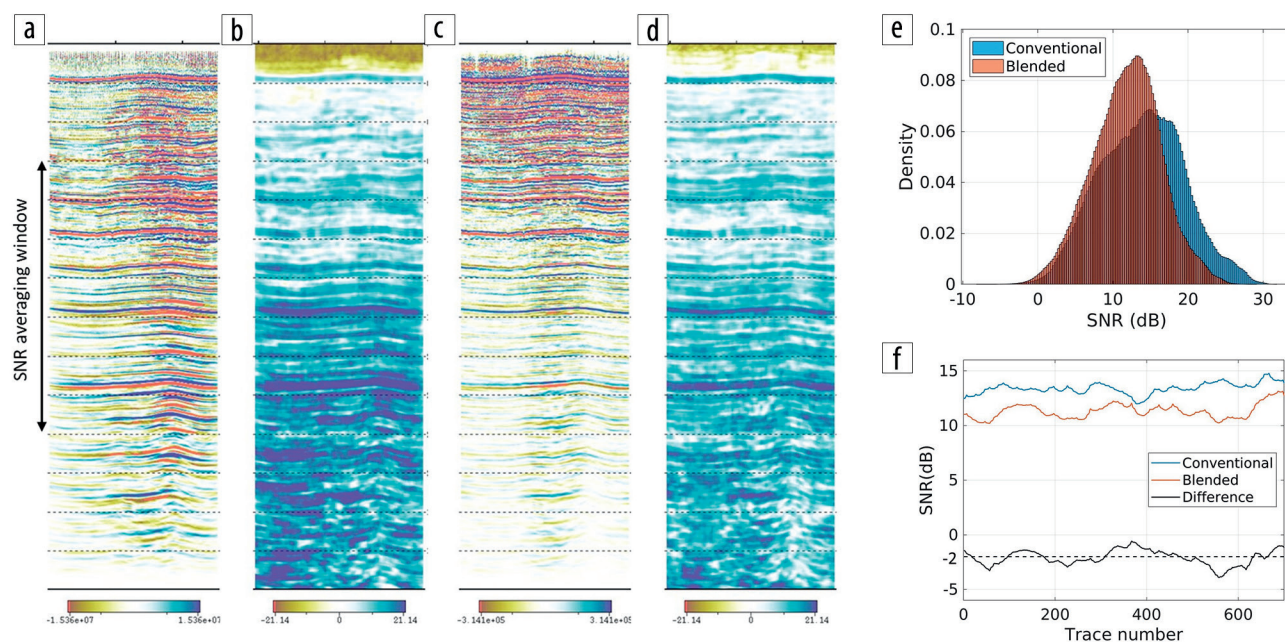 a
b
c
d
SNR averaging window
-1.536e+07
1.536e+07
-21.14
0
21.14
-3.141e+05
3.141e+05
-21.14
0
21.14
e
0.1
0.08
0.06
0.04
0.02
0
Density
Conventional
Blended
-10
0
10
20
30
SNR (dB)
f
15
10
5
0
-2
-5
SNR(dB)
Conventional
Blended
Difference
0
200
400
600
Trace number